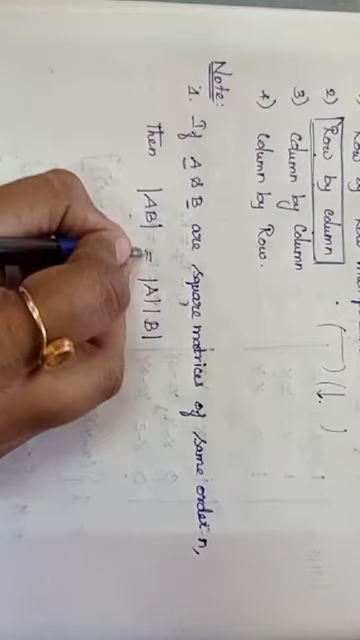 2) Row by column
3) column by Column
4) Column by Row.
Note:
1. If A & B are square matrices of same order n,
Then |AB| = |A||B|